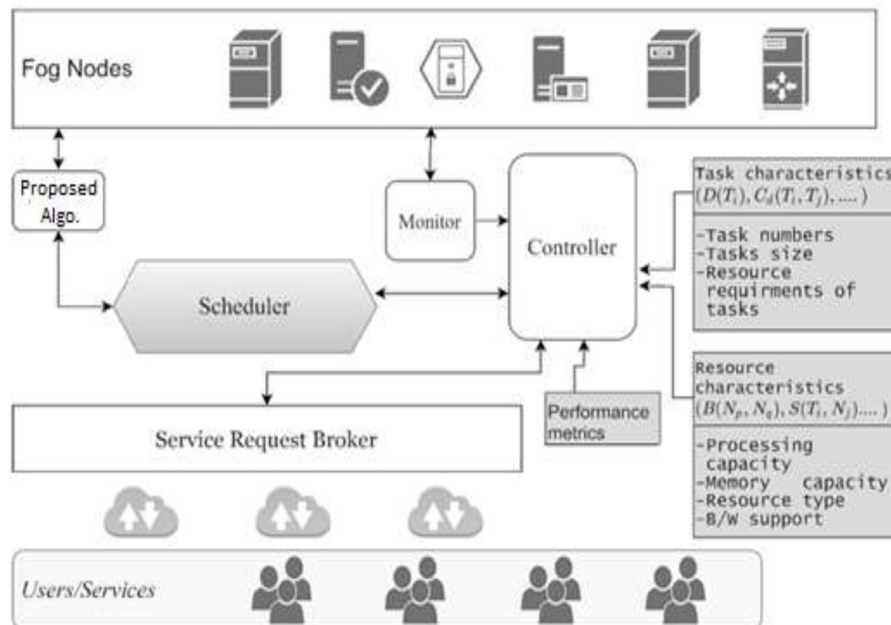 Fog Nodes
Proposed
Algo.
Monitor
Controller
Scheduler
Task characteristics
(D(T_i), C_d(T_i, T_j), .... )
-Task numbers
-Tasks size
-Resource
requirments of
tasks
Resource
characteristics
(B(N_p, N_q), S(T_i, N_j).... )
-Processing
capacity
-Memory capacity
-Resource type
-B/W support
Performance
metrics
Service Request Broker
Users/Services